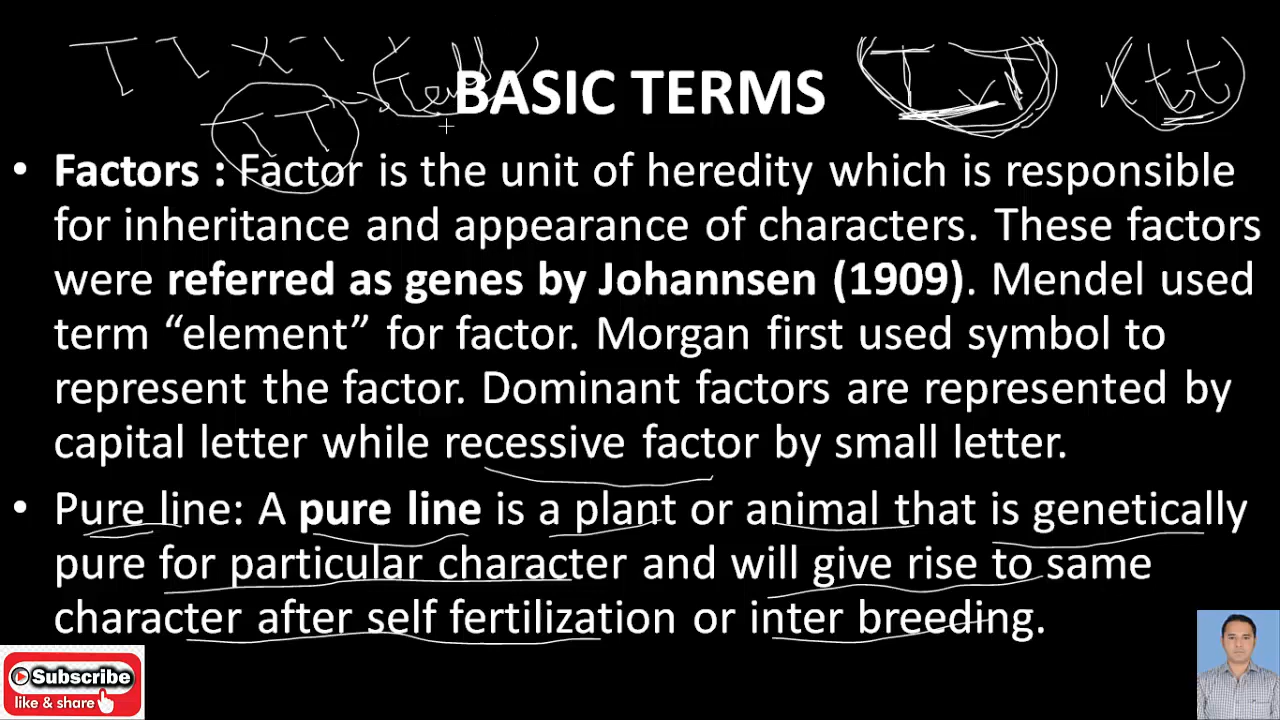 TT x T
TT
BASIC TERMS
TT
x tt
• Factors : Factor is the unit of heredity which is responsible
for inheritance and appearance of characters. These factors
were referred as genes by Johannsen (1909). Mendel used
term “element” for factor. Morgan first used symbol to
represent the factor. Dominant factors are represented by
capital letter while recessive factor by small letter.
• Pure line: A pure line is a plant or animal that is genetically
pure for particular character and will give rise to same
character after self fertilization or inter breeding.
Subscribe
like & share